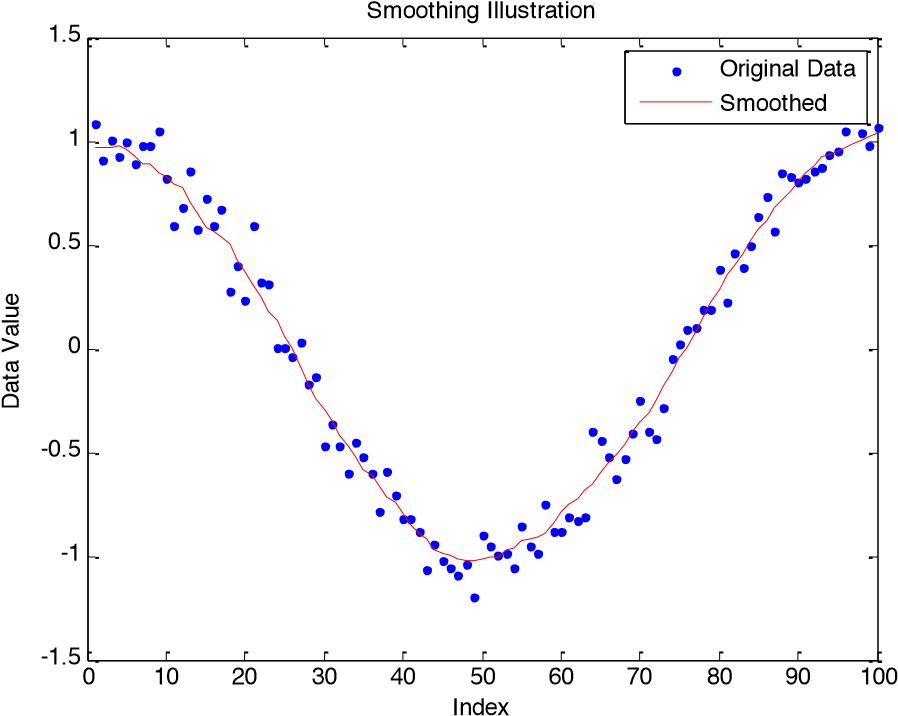 Smoothing Illustration
1.5
Original Data
Smoothed
1
0.5
0
-0.5
-1
-1.5
Data Value
0 10 20 30 40 50 60 70 80 90 100
Index